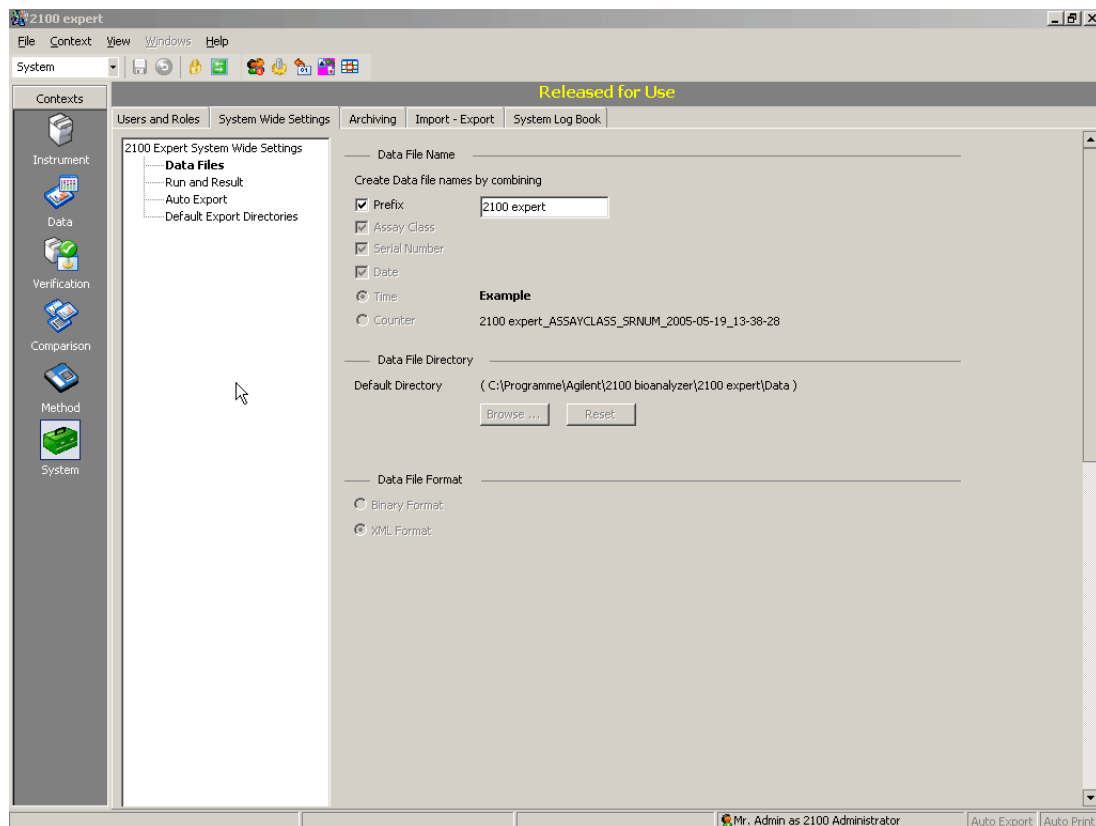 2100 expert
File Context View Windows Help
System
Contexts
Released for Use
Users and Roles System Wide Settings Archiving Import - Export System Log Book
Instrument
Data
Verification
Comparison
Method
System
2100 Expert System Wide Settings
Data Files
Run and Result
Auto Export
Default Export Directories
Data File Name
Create Data file names by combining
Prefix 2100 expert
Assay Class
Serial Number
Date
Time Example
Counter 2100 expert_ASSAYCLASS_SRNUM_2005-05-19_13-38-28
Data File Directory
Default Directory ( C:\Programme\Agilent\2100 bioanalyzer\2100 expert\Data )
Browse ... Reset
Data File Format
Binary Format
XML Format
Mr. Admin as 2100 Administrator Auto Export Auto Print